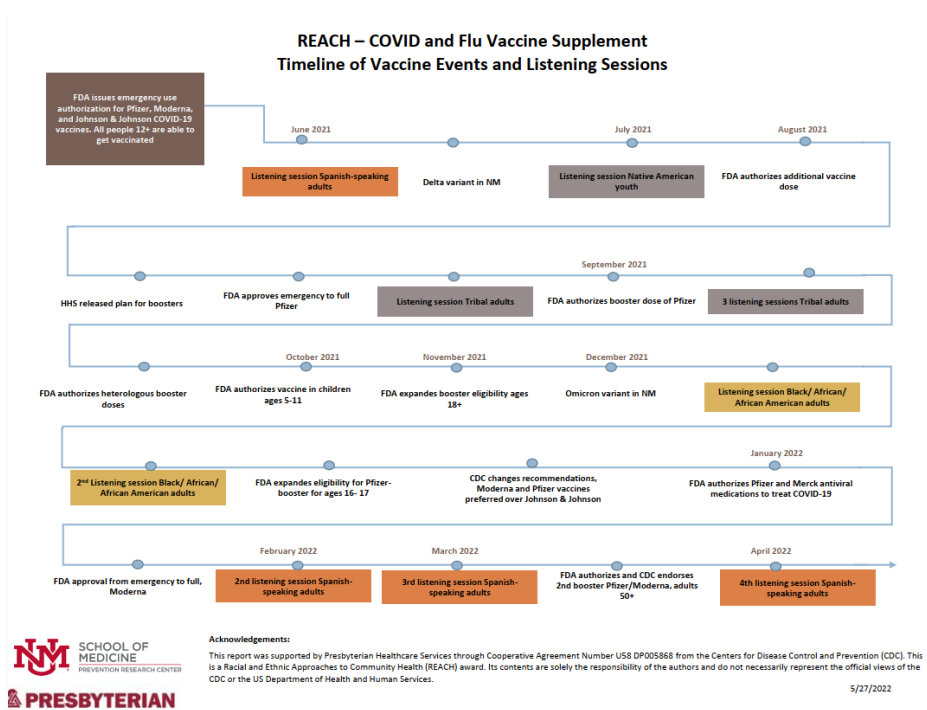 REACH – COVID and Flu Vaccine Supplement
Timeline of Vaccine Events and Listening Sessions
FDA issues emergency use
authorization for Pfizer, Moderna,
and Johnson & Johnson COVID-19
vaccines. All people 12+ are able to
get vaccinated
June 2021
July 2021
August 2021
Listening session Spanish-speaking
adults
Delta variant in NM
Listening session Native American
youth
FDA authorizes additional vaccine
dose
September 2021
HHS released plan for boosters
FDA approves emergency to full
Pfizer
Listening session Tribal adults
FDA authorizes booster dose of Pfizer
3 listening sessions Tribal adults
October 2021
November 2021
December 2021
FDA authorizes heterologous booster
doses
FDA authorizes vaccine in children
ages 5-11
FDA expands booster eligibility ages
18+
Omicron variant in NM
Listening session Black/ African/
African American adults
January 2022
2nd Listening session Black/ African/
African American adults
FDA expands eligibility for Pfizer-
booster for ages 16- 17
CDC changes recommendations,
Moderna and Pfizer vaccines
preferred over Johnson & Johnson
FDA authorizes Pfizer and Merck antiviral
medications to treat COVID-19
February 2022
March 2022
April 2022
FDA approval from emergency to full,
Moderna
2nd listening session Spanish-
speaking adults
3rd listening session Spanish-
speaking adults
FDA authorizes and CDC endorses
2nd booster Pfizer/Moderna, adults
50+
4th listening session Spanish-
speaking adults
UNM
SCHOOL OF
MEDICINE
PREVENTION RESEARCH CENTER
PRESBYTERIAN
Acknowledgements:
This report was supported by Presbyterian Healthcare Services through Cooperative Agreement Number U58 DP005868 from the Centers for Disease Control and Prevention (CDC). This
is a Racial and Ethnic Approaches to Community Health (REACH) award. Its contents are solely the responsibility of the authors and do not necessarily represent the official views of the
CDC or the US Department of Health and Human Services.
5/27/2022